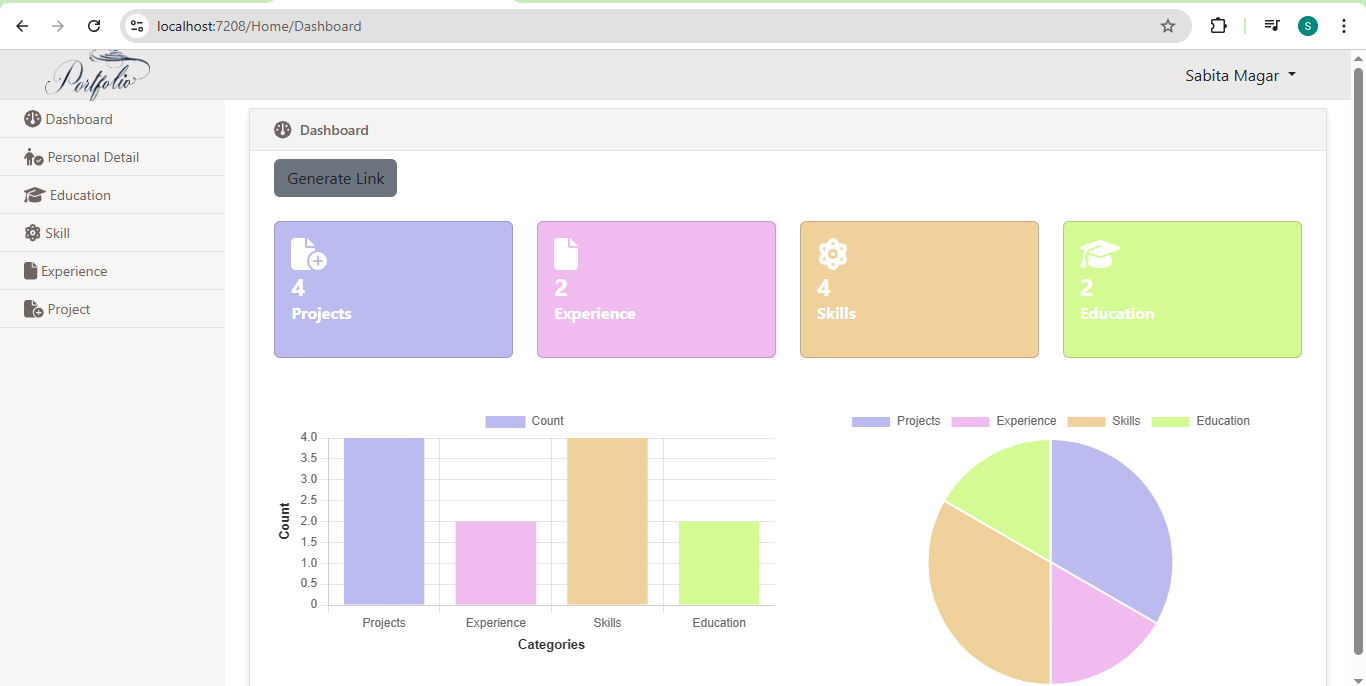 localhost:7208/Home/Dashboard
S
Portfolio
Sabita Magar
Dashboard
Personal Detail
Education
Skill
Experience
Project
Dashboard
Generate Link
4
Projects
2
Experience
4
Skills
2
Education
Count
4.0
3.5
3.0
2.5
2.0
1.5
1.0
0.5
0
Count
Projects Experience Skills Education
Categories
Projects Experience Skills Education